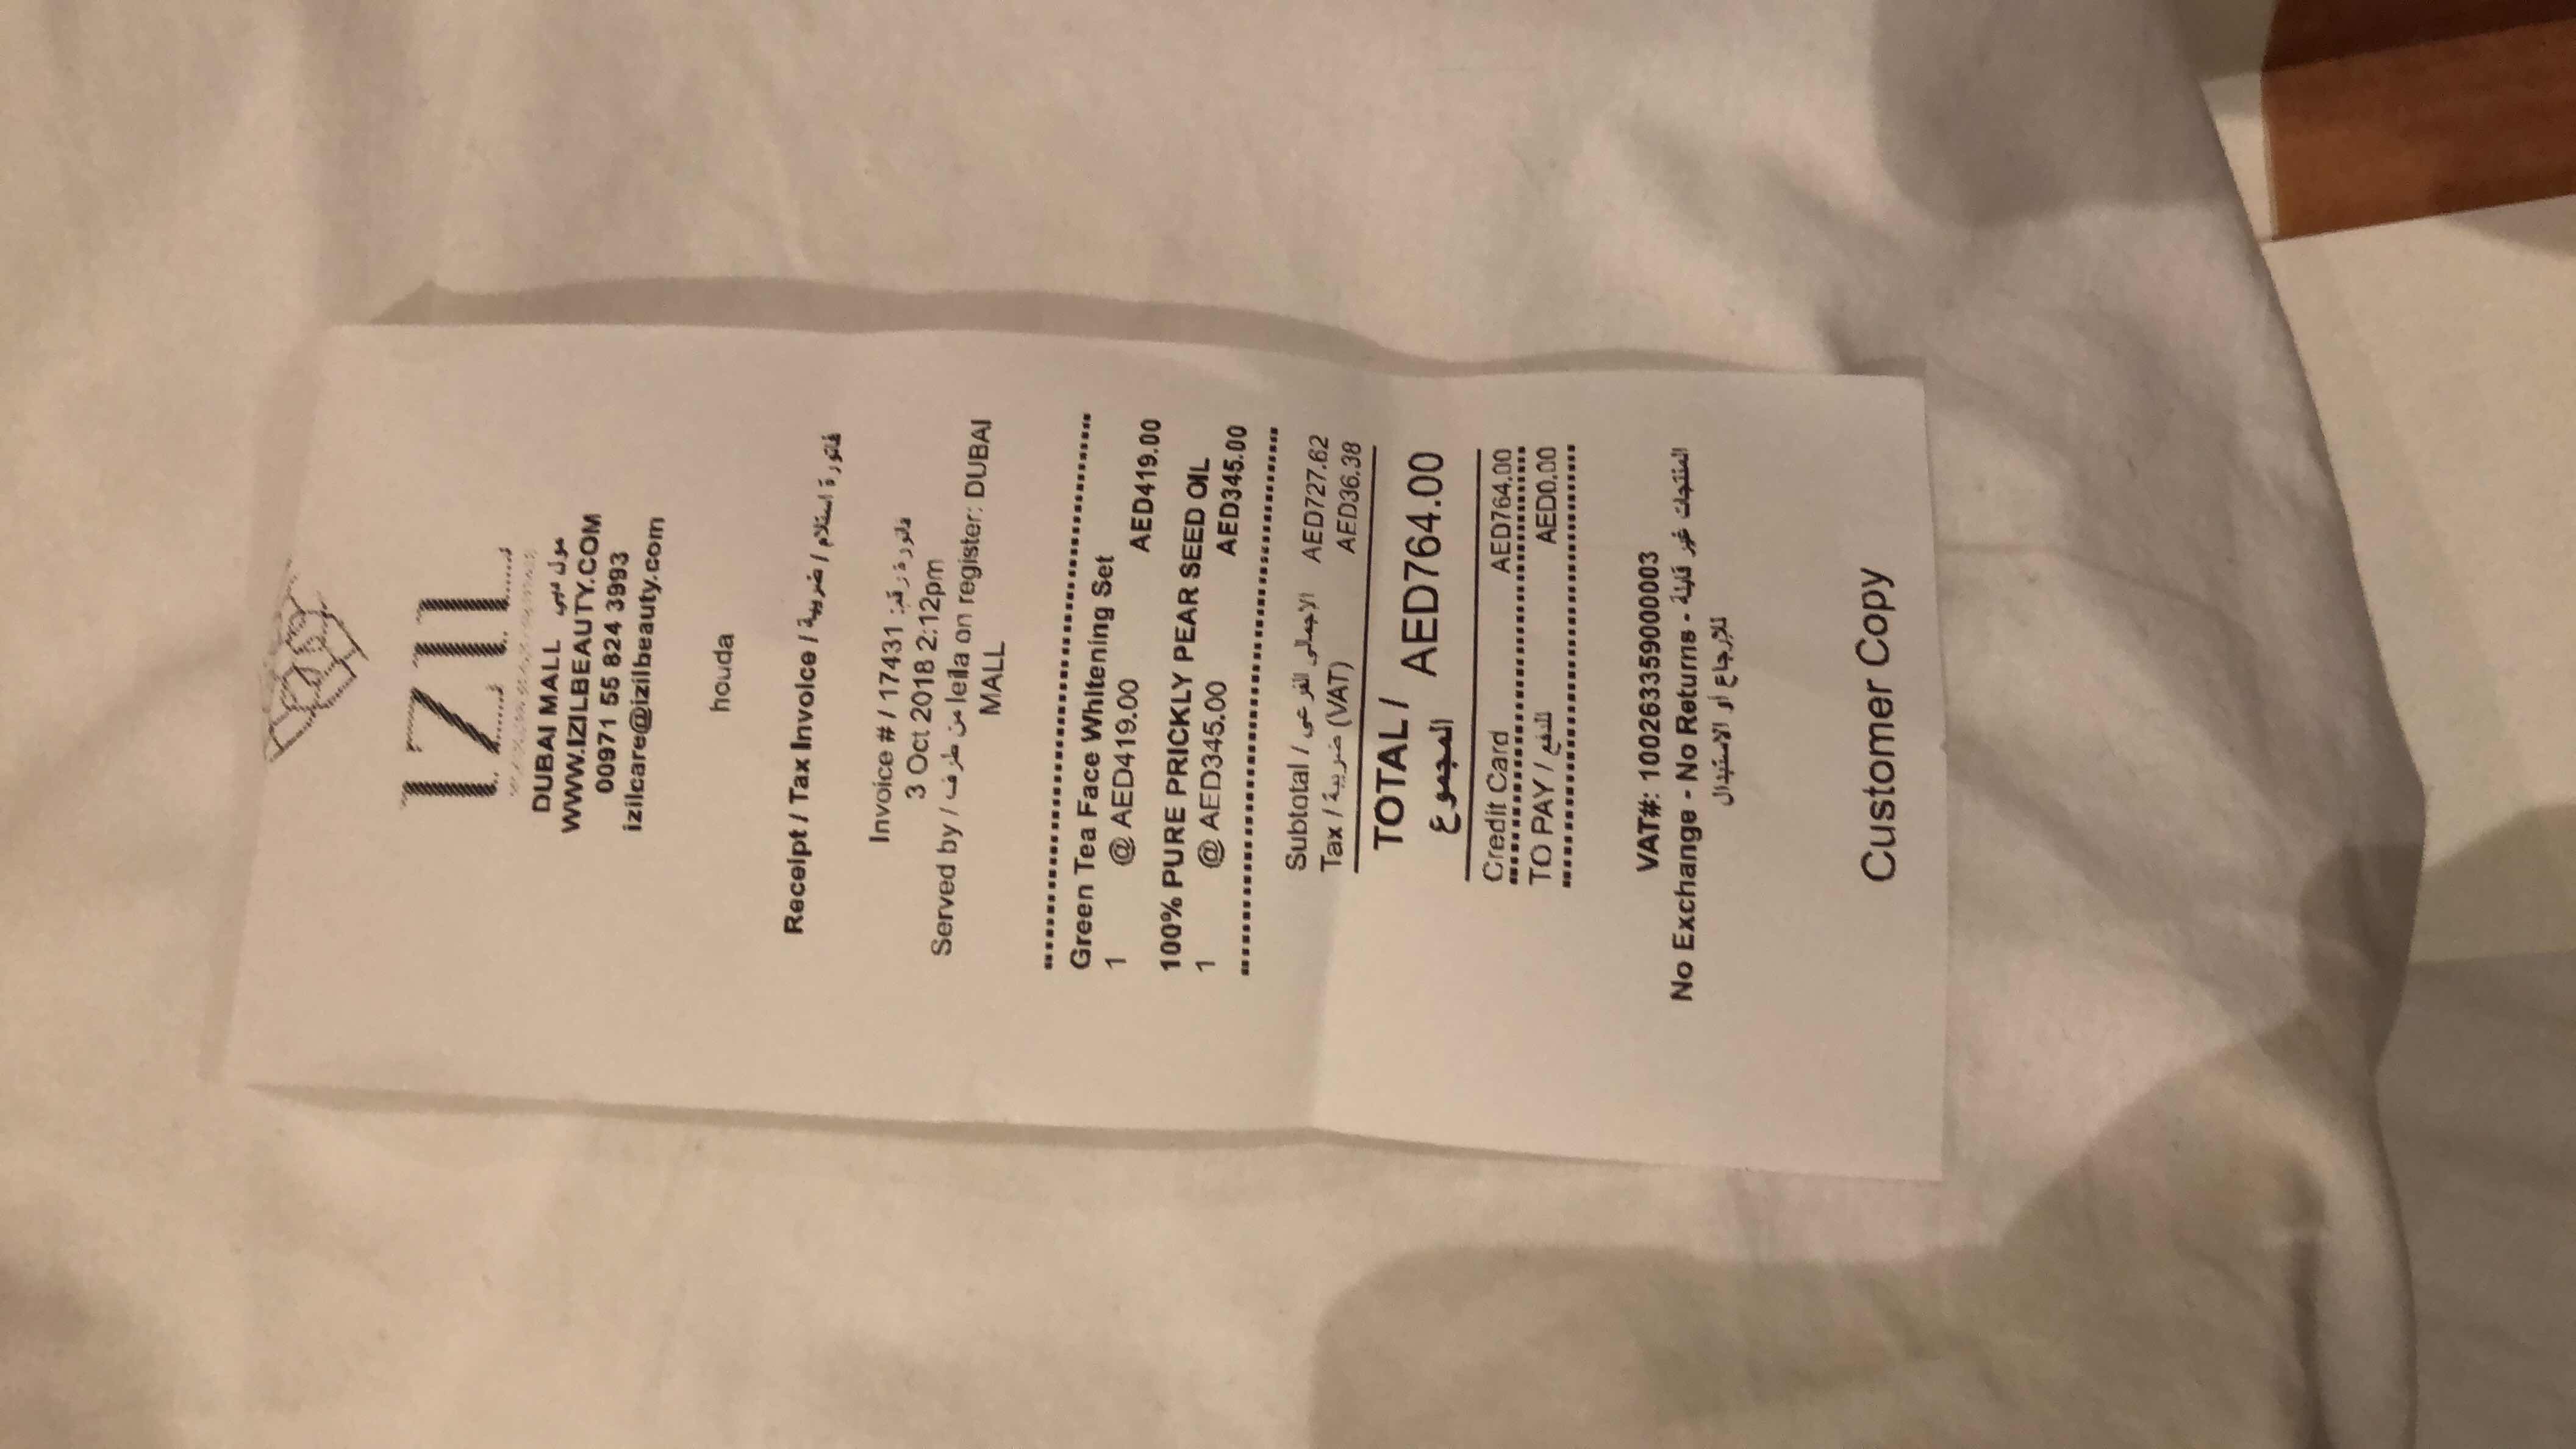 IZIL
DUBAI MALL مول دبي
WWW.IZILBEAUTY.COM
00971 55 824 3993
izilcare@izilbeauty.com
houda
Receipt / Tax Invoice / فاتورة استلام / ضريبة
Invoice # / 17431 :فاتورة رقم
3 Oct 2018 2:12pm
Served by / من طرف leila on register: DUBAI
MALL
Green Tea Face Whitening Set
1 @ AED419.00 AED419.00
100% PURE PRICKLY PEAR SEED OIL
1 @ AED345.00 AED345.00
Subtotal / الإجمالي الفرعي AED727.62
Tax / ضريبة (VAT) AED36.38
TOTAL / AED764.00
المجموع
Credit Card AED764.00
TO PAY / للدفع AED0.00
VAT#: 100263359000003
No Exchange - No Returns - المنتجات غير قابلة
للإرجاع أو الاستبدال
Customer Copy